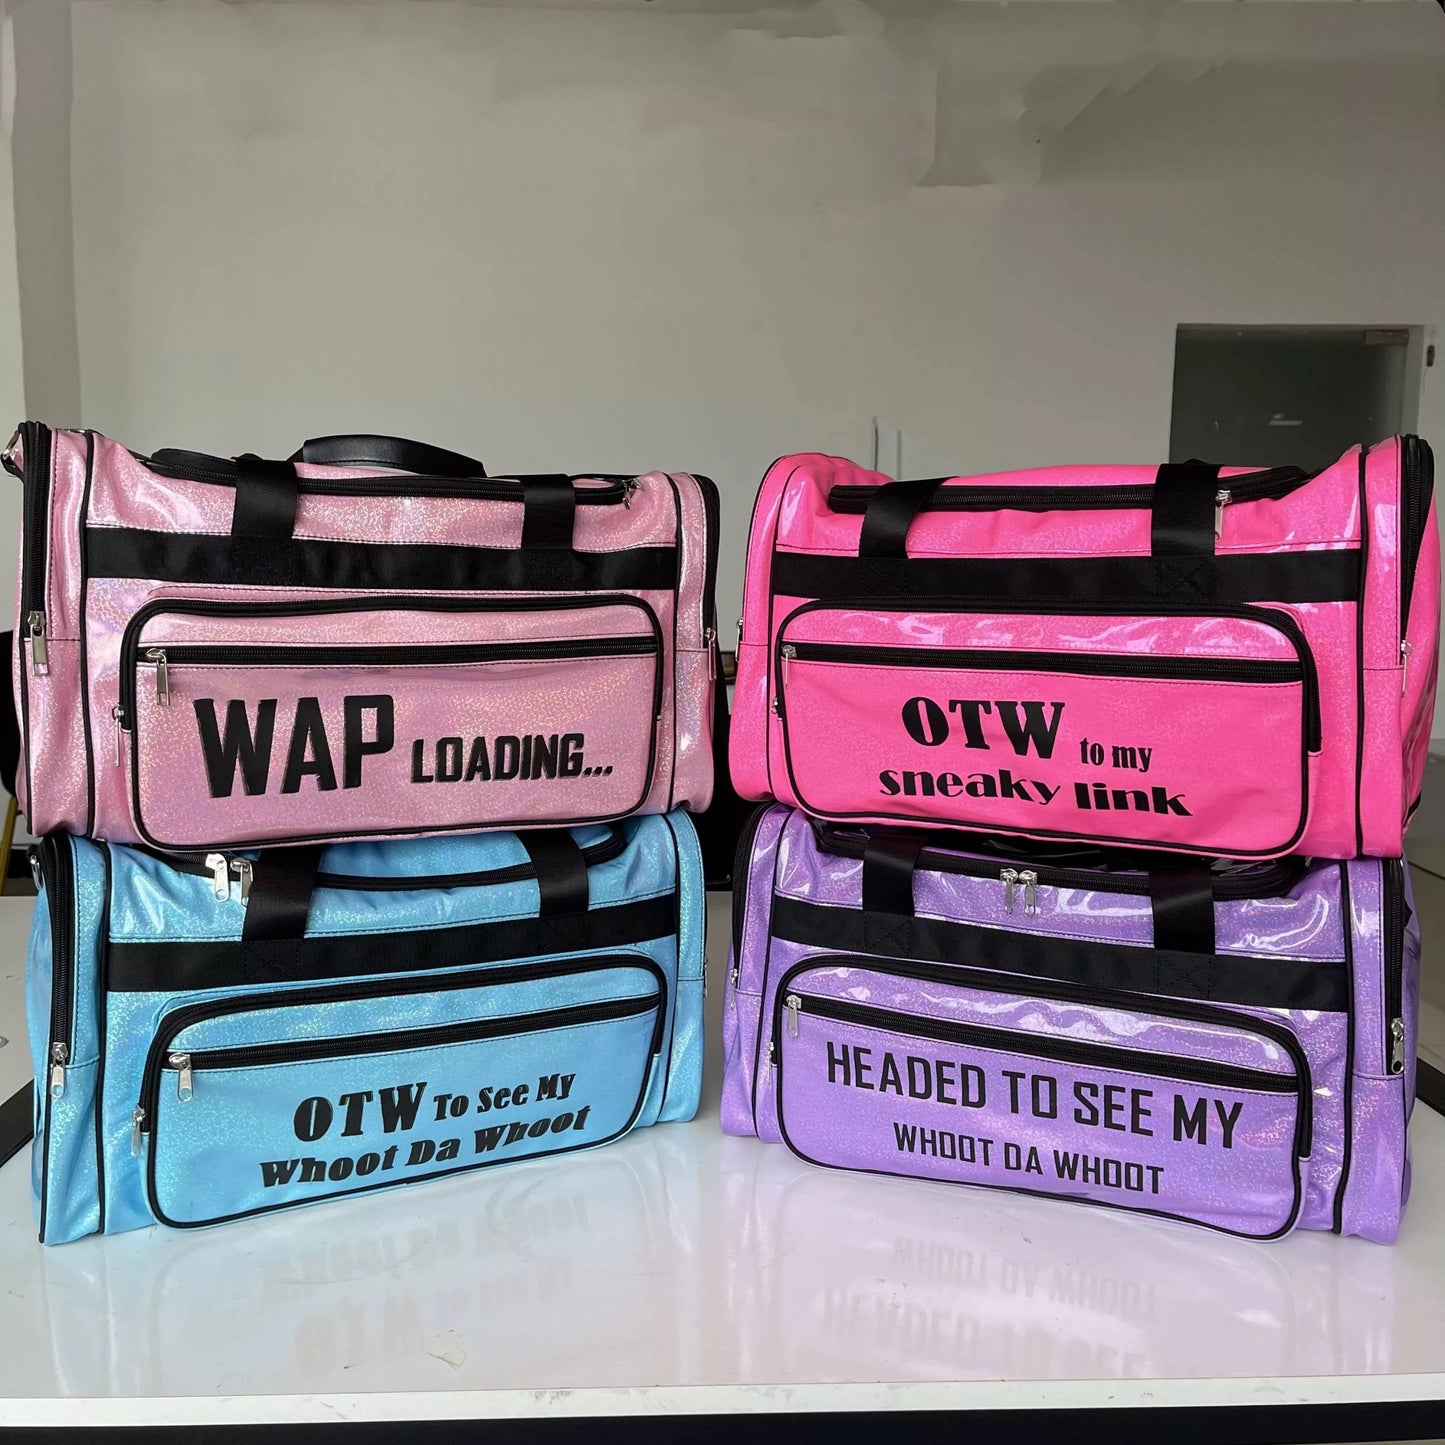 WAP LOADING...
OTW to my
sneaky link
OTW To See My
Whoot Da Whoot
HEADED TO SEE MY
WHOOT DA WHOOT